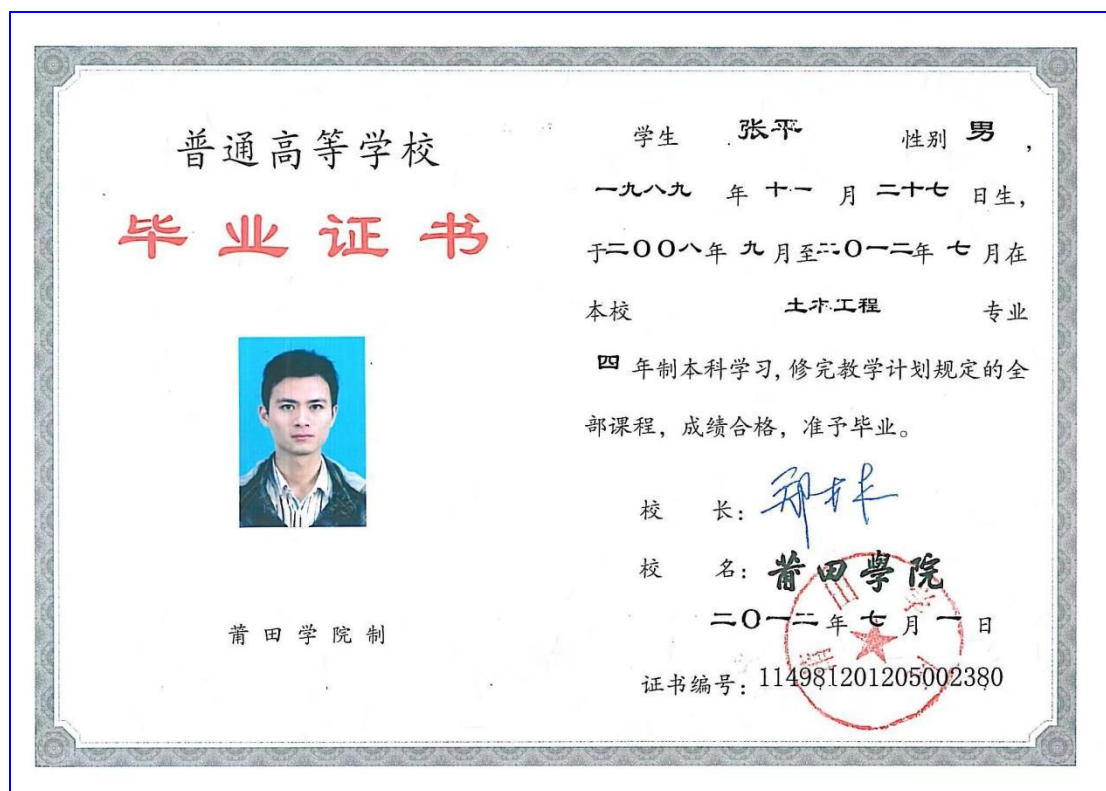 普通高等学校
毕业证书
莆田学院制
学生 张平 性别 男,
一九八九 年 十一 月 二十七 日生,
于二〇〇八年 九 月至二〇一二年 七 月在
本校 土木工程 专业
四 年制本科学习, 修完教学计划规定的全
部课程, 成绩合格, 准予毕业。
校 长:
校 名: 莆田學院
二〇一二 年 七 月 一 日
证书编号: 114981201205002380